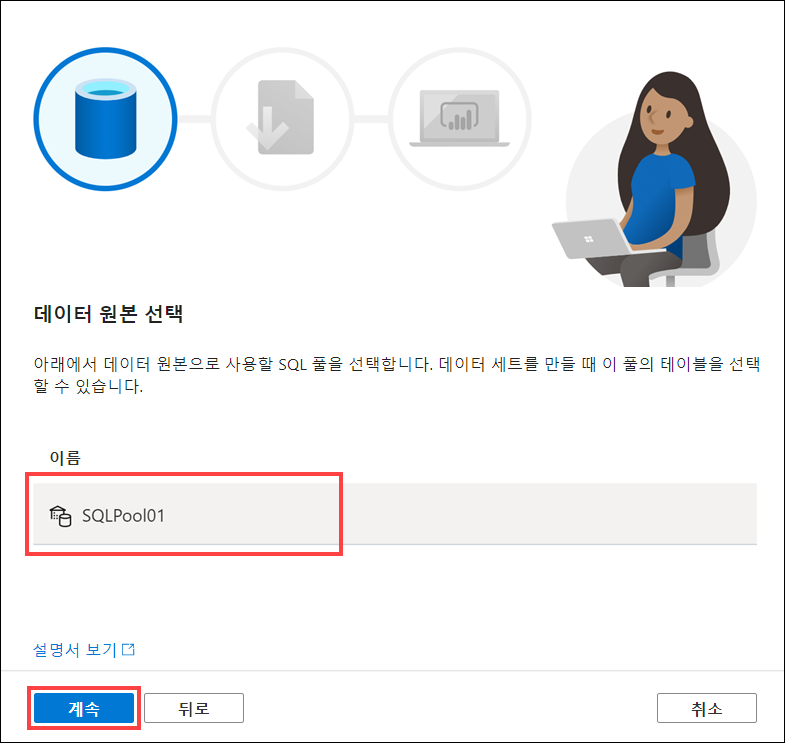 데이터 원본 선택
아래에서 데이터 원본으로 사용할 SQL 풀을 선택합니다. 데이터 세트를 만들 때 이 풀의 테이블을 선택
할 수 있습니다.
이름
SQLPool01
설명서 보기
계속
뒤로
취소